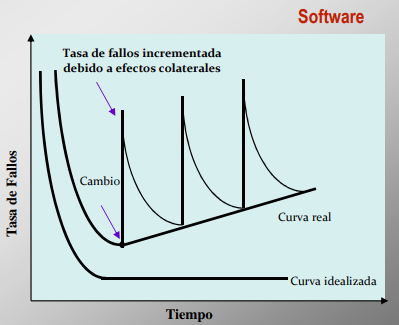 Software
Tasa de fallos incrementada
debido a efectos colaterales
Cambio
Curva real
Curva idealizada
Tasa de Fallos
Tiempo